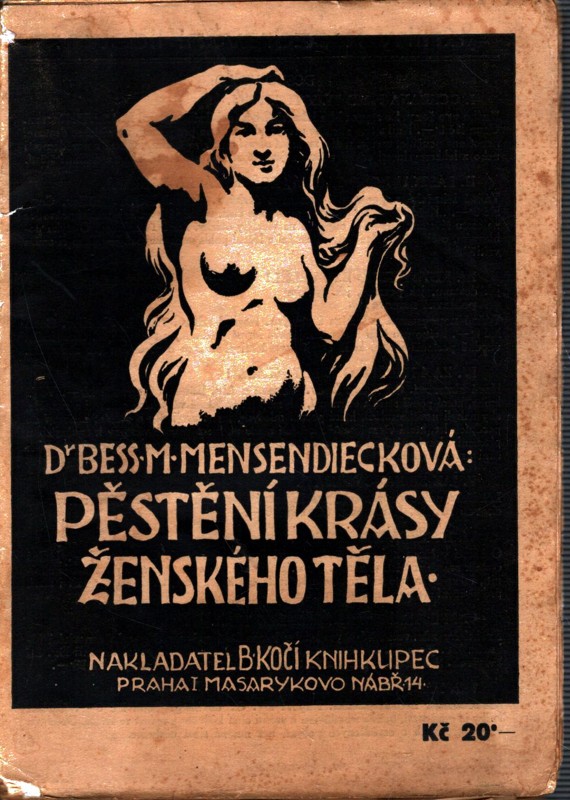 Dr BESS·M·MENSENDIECKOVÁ:
PĚSTĚNÍ KRÁSY
ŽENSKÉHO TĚLA·
NAKLADATEL B·KOČÍ KNIHKUPEC
PRAHA I MASARYKOVO NÁBŘ·14·
Kč 20·—